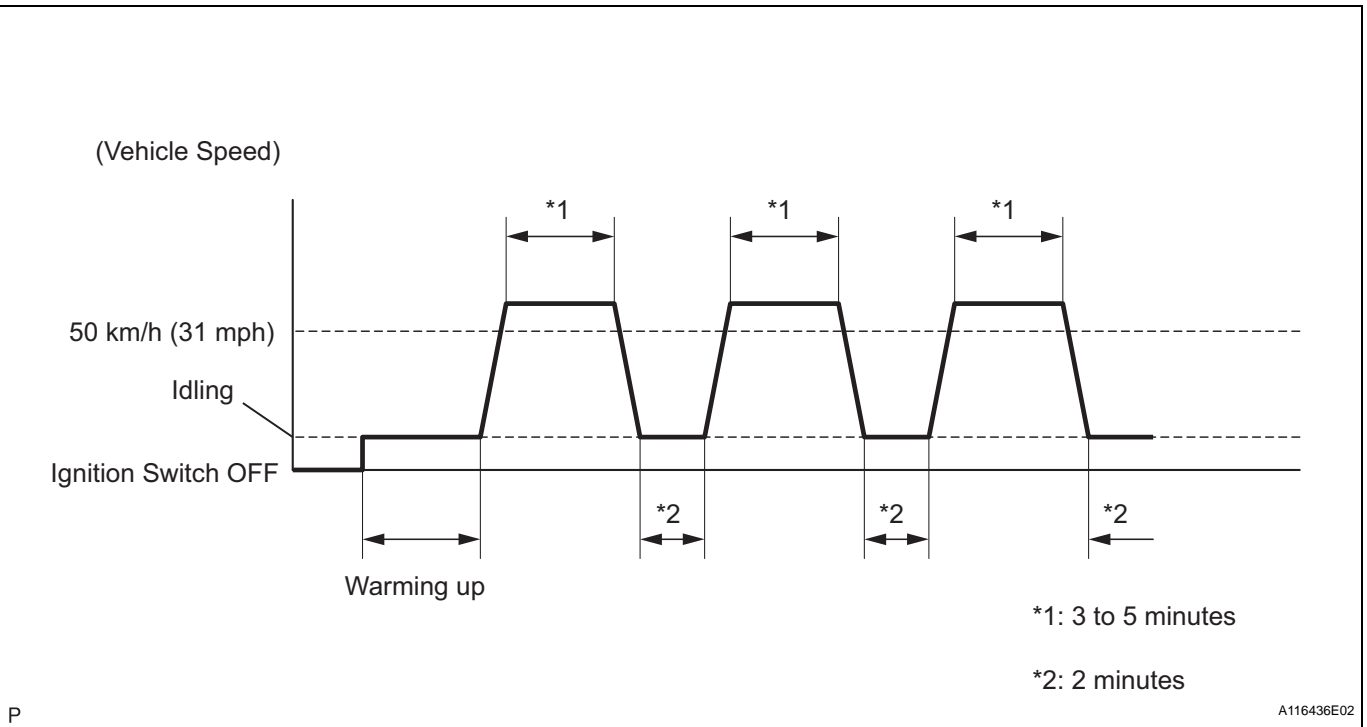 (Vehicle Speed)
*1
*1
*1
50 km/h (31 mph)
Idling
Ignition Switch OFF
*2
*2
*2
Warming up
*1: 3 to 5 minutes
*2: 2 minutes
P
A116436E02